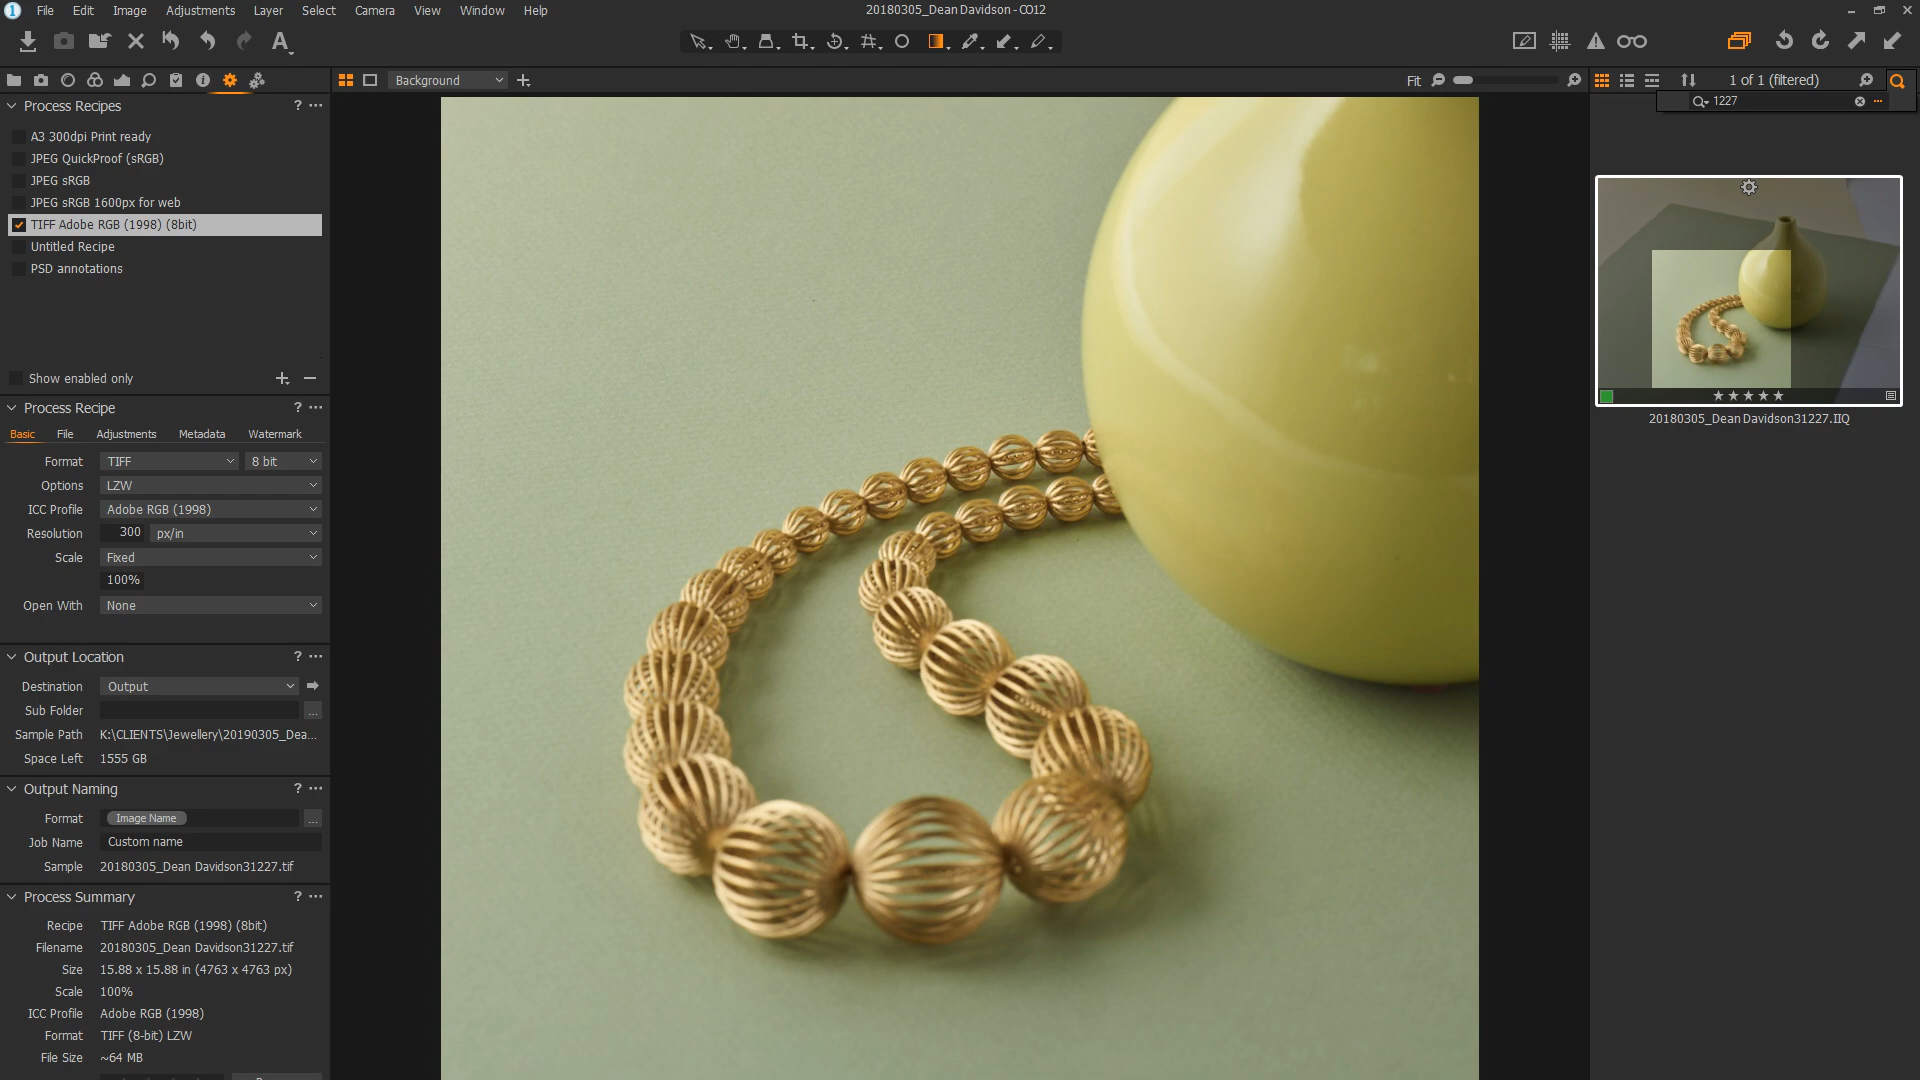 File Edit Image Adjustments Layer Select Camera View Window Help
20180305_Dean Davidson - CO12
Background
Fit
1 of 1 (filtered)
1227
Process Recipes
A3 300dpi Print ready
JPEG QuickProof (sRGB)
JPEG sRGB
JPEG sRGB 1600px for web
TIFF Adobe RGB (1998) (8bit)
Untitled Recipe
PSD annotations
Show enabled only
Process Recipe
Basic File Adjustments Metadata Watermark
Format TIFF 8 bit
Options LZW
ICC Profile Adobe RGB (1998)
Resolution 300 px/in
Scale Fixed
100%
Open With None
Output Location
Destination Output
Sub Folder
Sample Path K:\CLIENTS\Jewellery\20190305_Dea...
Space Left 1555 GB
Output Naming
Format Image Name
Job Name Custom name
Sample 20180305_Dean Davidson31227.tif
Process Summary
Recipe TIFF Adobe RGB (1998) (8bit)
Filename 20180305_Dean Davidson31227.tif
Size 15.88 x 15.88 in (4763 x 4763 px)
Scale 100%
ICC Profile Adobe RGB (1998)
Format TIFF (8-bit) LZW
File Size ~64 MB
20180305_Dean Davidson31227.IIQ